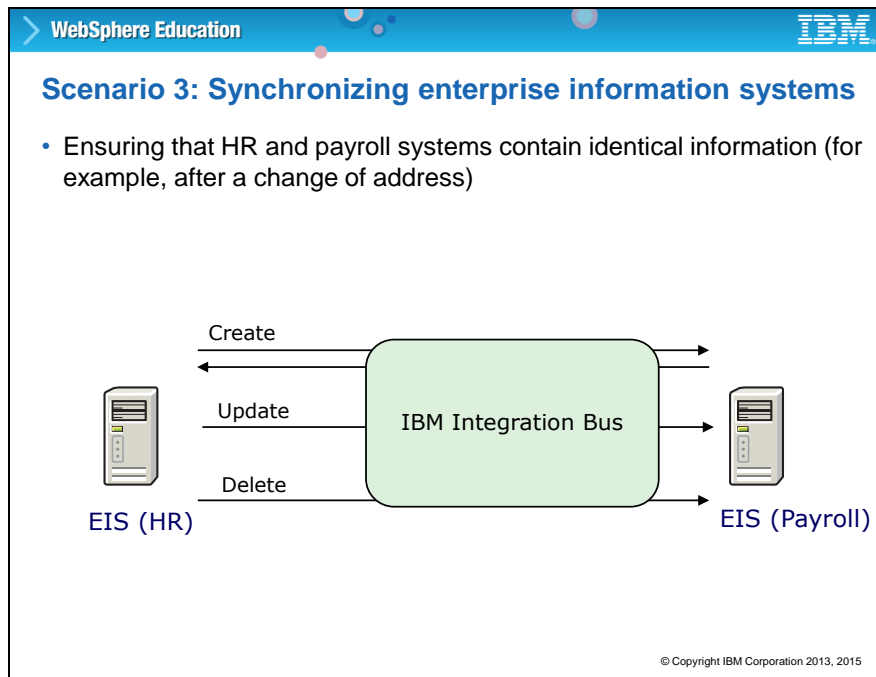 WebSphere Education
IBM
Scenario 3: Synchronizing enterprise information systems
• Ensuring that HR and payroll systems contain identical information (for
example, after a change of address)
Create
Update
IBM Integration Bus
Delete
EIS (HR)
EIS (Payroll)
© Copyright IBM Corporation 2013, 2015